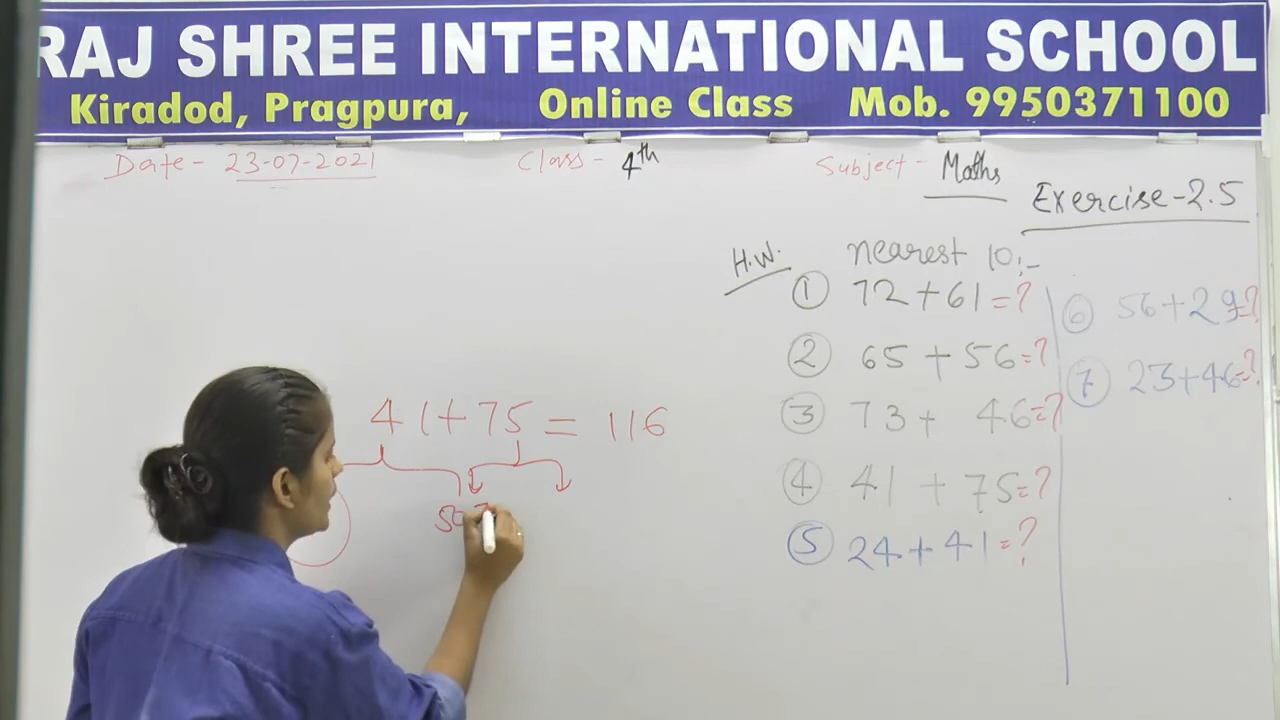 RAJ SHREE INTERNATIONAL SCHOOL
Kiradod, Pragpura, Online Class Mob. 9950371100
Date - 23-07-2021 Class - 4th Subject - Maths
Exercise-2.5
H.W. nearest 10:-
① 72+61=?
② 65+56=?
③ 73+ 46=?
④ 41+75=?
⑤ 24+41=?
⑥ 56+29=?
⑦ 23+46=?
41+75=116
50